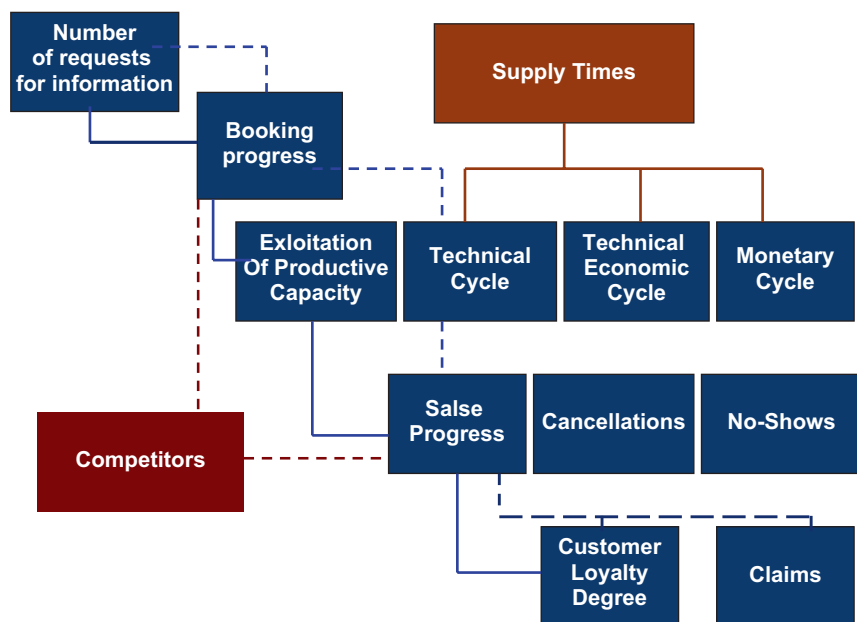 Number
of requests
for information
Supply Times
Booking
progress
Exloitation
Of Productive
Capacity
Technical
Cycle
Technical
Economic
Cycle
Monetary
Cycle
Salse
Progress
Cancellations
No-Shows
Competitors
Customer
Loyalty
Degree
Claims